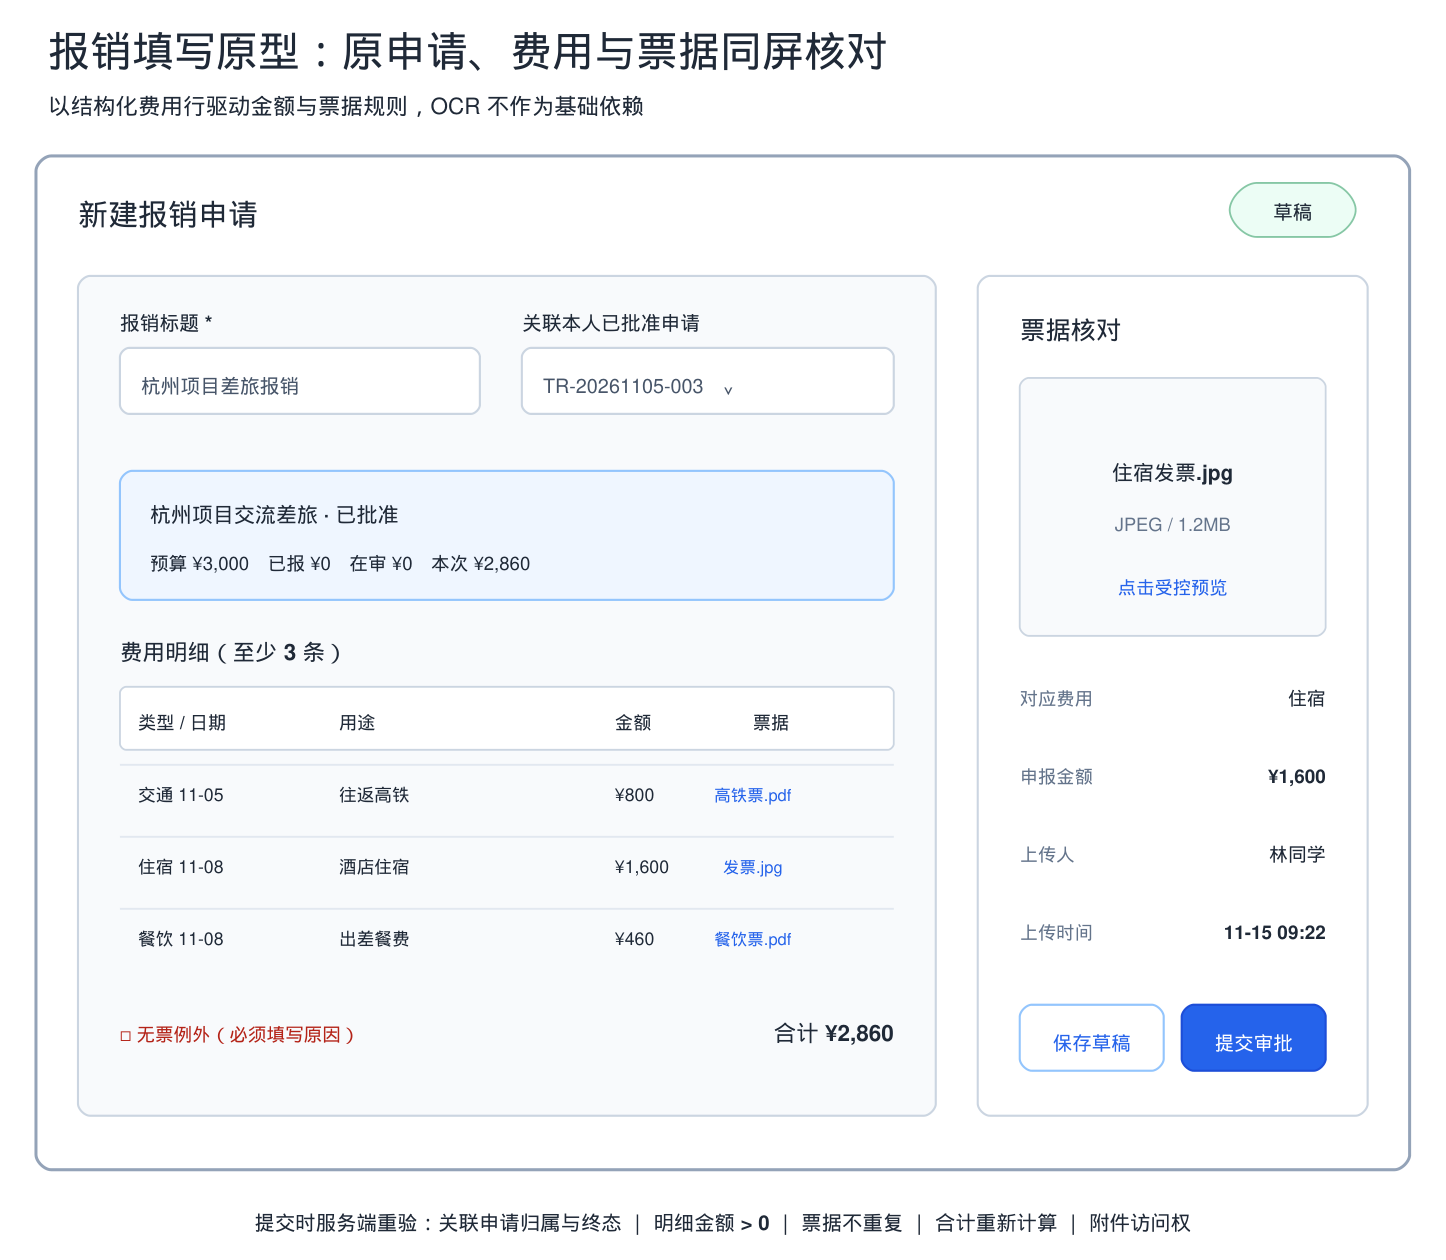 报销填写原型：原申请、费用与票据同屏核对
以结构化费用行驱动金额与票据规则，OCR 不作为基础依赖
新建报销申请
草稿
报销标题 *
关联本人已批准申请
杭州项目差旅报销
TR-20261105-003 ˅
杭州项目交流差旅 · 已批准
预算 ¥3,000 已报 ¥0 在审 ¥0 本次 ¥2,860
费用明细（至少 3 条）
类型 / 日期 用途 金额 票据
交通 11-05 往返高铁 ¥800 高铁票.pdf
住宿 11-08 酒店住宿 ¥1,600 发票.jpg
餐饮 11-08 出差餐费 ¥460 餐饮票.pdf
□ 无票例外（必须填写原因）
合计 ¥2,860
票据核对
住宿发票.jpg
JPEG / 1.2MB
点击受控预览
对应费用 住宿
申报金额 ¥1,600
上传人 林同学
上传时间 11-15 09:22
保存草稿 提交审批
提交时服务端重验：关联申请归属与终态 ｜ 明细金额 > 0 ｜ 票据不重复 ｜ 合计重新计算 ｜ 附件访问权